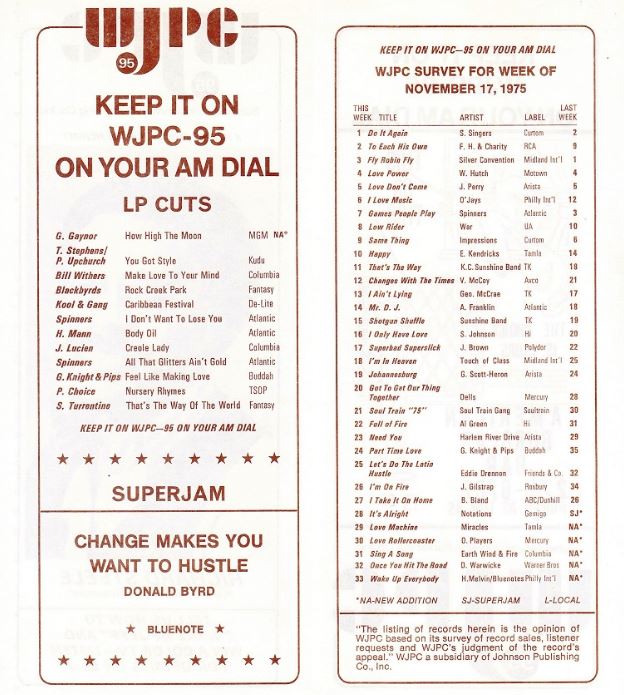 WJPC
95
KEEP IT ON
WJPC-95
ON YOUR AM DIAL
LP CUTS
G. Gaynor How High The Moon MGM NA*
T. Stephens/
P. Upchurch You Got Style Kudu
Bill Withers Make Love To Your Mind Columbia
Blackbyrds Rock Creek Park Fantasy
Kool & Gang Caribbean Festival De-Lite
Spinners I Don't Want To Lose You Atlantic
H. Mann Body Oil Atlantic
J. Lucien Creole Lady Columbia
Spinners All That Glitters Ain't Gold Atlantic
G. Knight & Pips Feel Like Making Love Buddah
P. Choice Nursery Rhymes TSOP
S. Turrentine That's The Way Of The World Fantasy
KEEP IT ON WJPC—95 ON YOUR AM DIAL
SUPERJAM
CHANGE MAKES YOU
WANT TO HUSTLE
DONALD BYRD
BLUENOTE
KEEP IT ON WJPC—95 ON YOUR AM DIAL
WJPC SURVEY FOR WEEK OF
NOVEMBER 17, 1975
THIS WEEK TITLE ARTIST LABEL LAST WEEK
1 Do It Again S. Singers Curtom 2
2 To Each His Own F. H. & Charity RCA 9
3 Fly Robin Fly Silver Convention Midland Int'l 1
4 Love Power W. Hutch Motown 4
5 Love Don't Come J. Perry Arista 5
6 I Love Music O'Jays Philly Int'l 12
7 Games People Play Spinners Atlantic 3
8 Low Rider War UA 10
9 Same Thing Impressions Curtom 6
10 Happy E. Kendricks Tamla 14
11 That's The Way K.C. Sunshine Band TK 18
12 Changes With The Times V. McCoy Avco 21
13 I Ain't Lying Geo. McCrae TK 17
14 Mr. D. J. A. Franklin Atlantic 18
15 Shotgun Shuffle Sunshine Band TK 19
16 I Only Have Love S. Johnson Hi 20
17 Superbad Superslick J. Brown Polydor 22
18 I'm In Heaven Touch of Class Midland Int'l 25
19 Johannesburg G. Scott-Heron Arista 24
20 Got To Get Our Thing
Together Dells Mercury 28
21 Soul Train "75" Soul Train Gang Soultrain 30
22 Full of Fire Al Green Hi 31
23 Need You Harlem River Drive Arista 29
24 Part Time Love G. Knight & Pips Buddah 35
25 Let's Do The Latin
Hustle Eddie Drennon Friends & Co. 32
26 I'm On Fire J. Gilstrap Roxbury 34
27 I Take It On Home B. Bland ABC/Dunhill 26
28 It's Alright Notations Gemigo SJ*
29 Love Machine Miracles Tamla NA*
30 Love Rollercoaster O. Players Mercury NA*
31 Sing A Song Earth Wind & Fire Columbia NA*
32 Once You Hit The Road D. Warwicke Warner Bros NA*
33 Wake Up Everybody H.Melvin/Bluenotes Philly Int'l NA*
*NA-NEW ADDITION SJ-SUPERJAM L-LOCAL
"The listing of records herein is the opinion of
WJPC based on its survey of record sales, listener
requests and WJPC's judgment of the record's
appeal." WJPC a subsidiary of Johnson Publishing
Co., Inc.